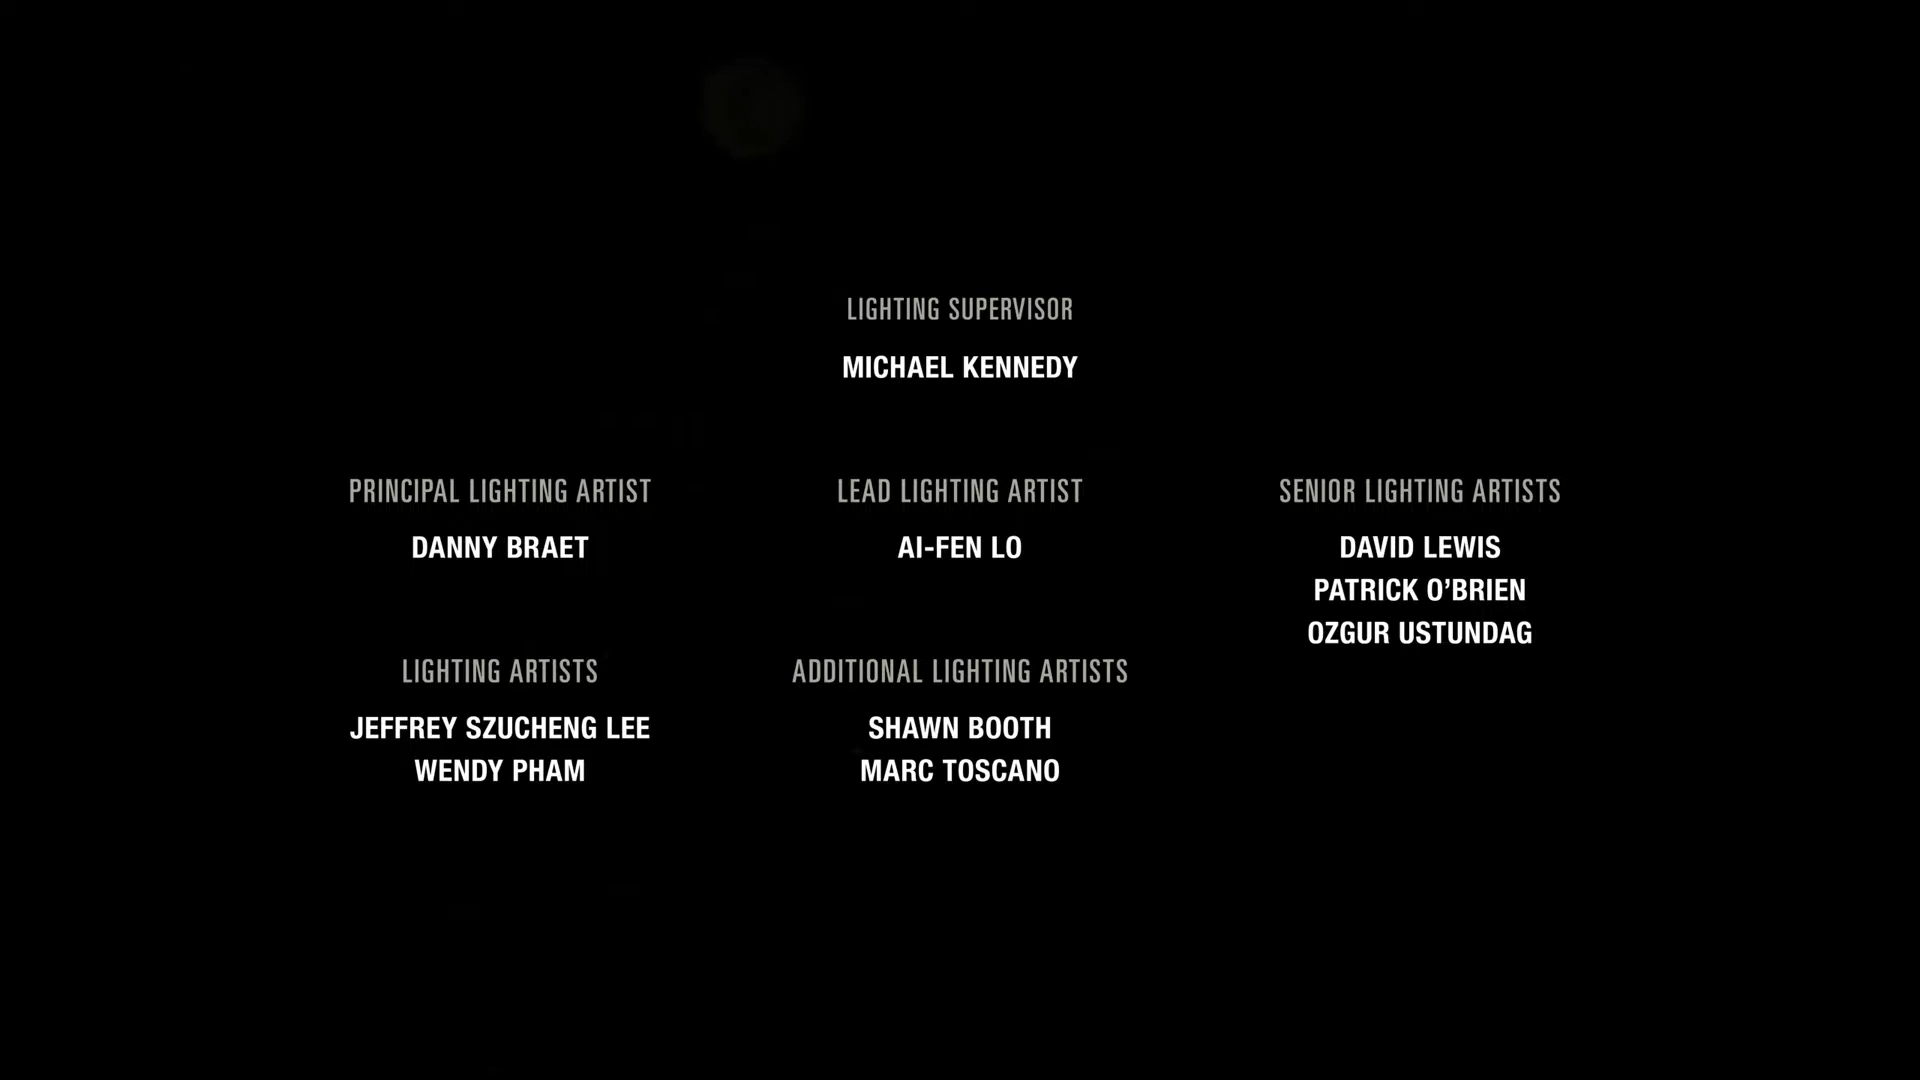 LIGHTING SUPERVISOR
MICHAEL KENNEDY
PRINCIPAL LIGHTING ARTIST
DANNY BRAET
LEAD LIGHTING ARTIST
AI-FEN LO
SENIOR LIGHTING ARTISTS
DAVID LEWIS
PATRICK O’BRIEN
OZGUR USTUNDAG
LIGHTING ARTISTS
JEFFREY SZUCHENG LEE
WENDY PHAM
ADDITIONAL LIGHTING ARTISTS
SHAWN BOOTH
MARC TOSCANO